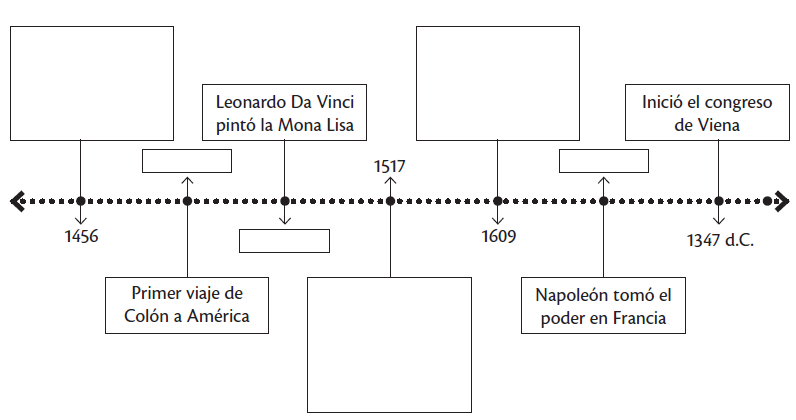 Leonardo Da Vinci
pintó la Mona Lisa
Inició el congreso
de Viena
1517
1456
1609
1347 d.C.
Primer viaje de
Colón a América
Napoleón tomó el
poder en Francia